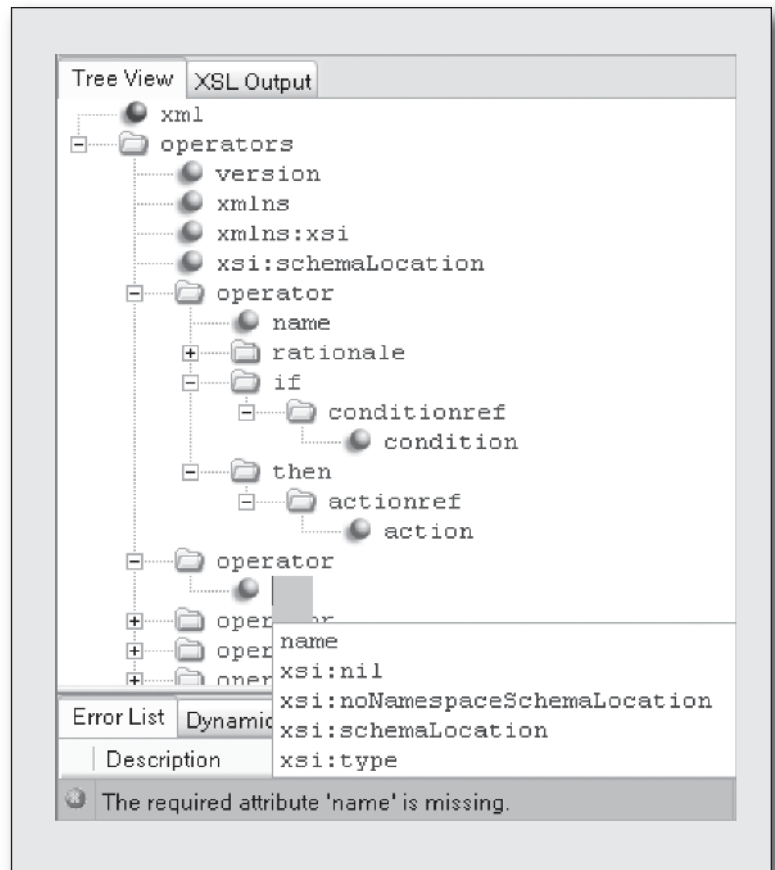 Tree View XSL Output
xml
operators
version
xmlns
xmlns:xsi
xsi:schemaLocation
operator
name
rationale
if
conditionref
condition
then
actionref
action
operator
name
xsi:nil
xsi:noNamespaceSchemaLocation
xsi:schemaLocation
xsi:type
Error List
Description
The required attribute 'name' is missing.